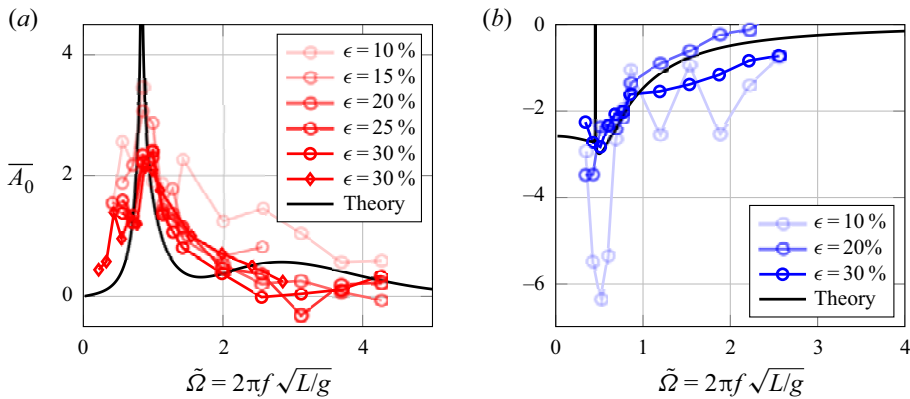 (a)
4
2
0
A̅₀
0 2 4
Ω̃ = 2πf√L/g
ϵ = 10 %
ϵ = 15 %
ϵ = 20 %
ϵ = 25 %
ϵ = 30 %
ϵ = 30 %
Theory
(b)
0
−2
−4
−6
0 1 2 3 4
Ω̃ = 2πf√L/g
ϵ = 10 %
ϵ = 20%
ϵ = 30 %
Theory